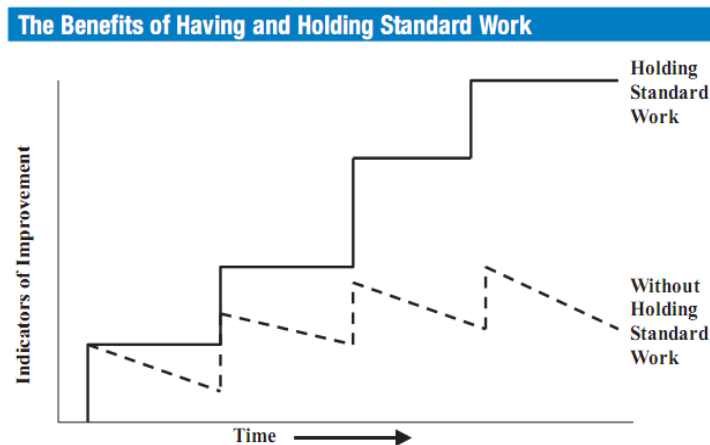 The Benefits of Having and Holding Standard Work
Holding
Standard
Work
Indicators of Improvement
Without
Holding
Standard
Work
Time